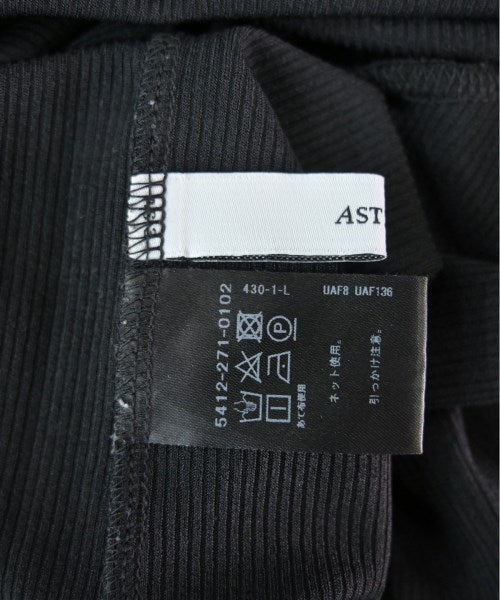 AST
430-1-L
UAF8 UAF136
5412-271-0102
あて布使用
ネット使用。
引っかけ注意。